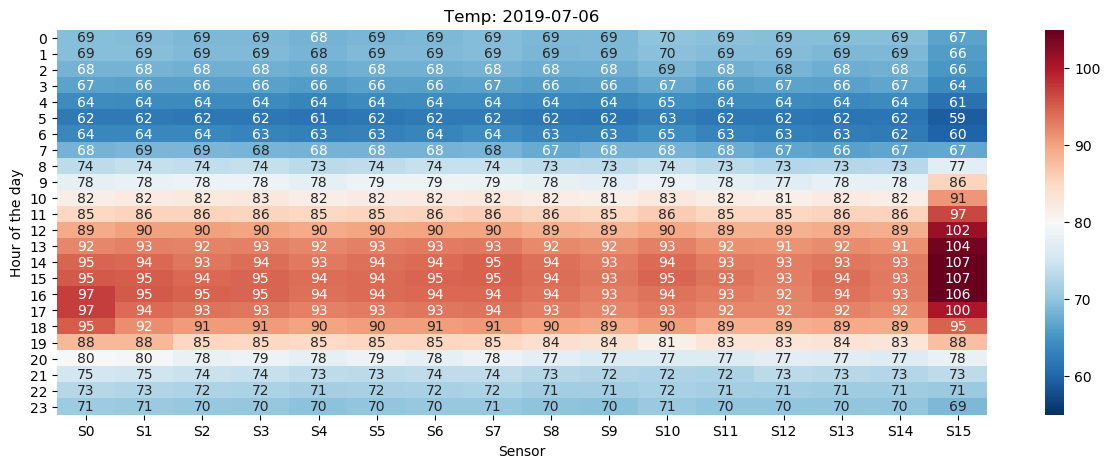 Temp: 2019-07-06
0 69 69 69 69 68 69 69 69 69 69 70 69 69 69 69 67
1 69 69 69 69 68 69 69 69 69 69 70 69 69 69 69 66
2 68 68 68 68 68 68 68 68 68 68 69 68 68 68 68 66
3 67 66 66 66 66 66 66 67 66 66 67 66 67 66 67 64
4 64 64 64 64 64 64 64 64 64 64 65 64 64 64 64 61
5 62 62 62 62 61 62 62 62 62 62 63 62 62 62 62 59
6 64 64 64 63 63 63 64 64 63 63 65 63 63 63 62 60
7 68 69 69 68 68 68 68 68 67 68 68 68 67 66 67 67
8 74 74 74 74 73 74 74 74 73 73 74 73 73 73 73 77
9 78 78 78 78 78 79 79 79 78 78 79 78 77 78 78 86
10 82 82 82 83 82 82 82 82 82 81 83 82 81 82 82 91
11 85 86 86 86 85 85 86 86 86 85 86 85 85 86 86 97
12 89 90 90 90 90 90 90 90 89 89 90 89 89 89 89 102
13 92 93 92 93 92 93 93 93 92 92 93 92 91 92 91 104
14 95 94 93 94 93 94 94 95 94 93 94 93 93 93 93 107
15 95 95 94 95 94 94 95 95 94 93 95 93 93 94 93 107
16 97 95 95 95 94 94 94 94 94 93 94 93 92 94 93 106
17 97 94 93 93 93 93 93 94 93 92 93 92 92 93 93 100
18 95 92 91 91 90 90 91 91 90 89 90 89 89 89 89 95
19 88 88 85 85 85 85 85 85 84 84 81 83 83 84 83 88
20 80 80 78 79 78 79 78 78 77 77 77 77 77 77 77 78
21 75 75 74 74 73 73 74 74 73 72 72 72 73 73 73 73
22 73 73 72 72 71 72 72 72 71 71 72 71 71 71 71 71
23 71 71 70 70 70 70 70 71 70 70 71 70 70 70 70 69
S0 S1 S2 S3 S4 S5 S6 S7 S8 S9 S10 S11 S12 S13 S14 S15
Sensor
Hour of the day
100
90
80
70
60